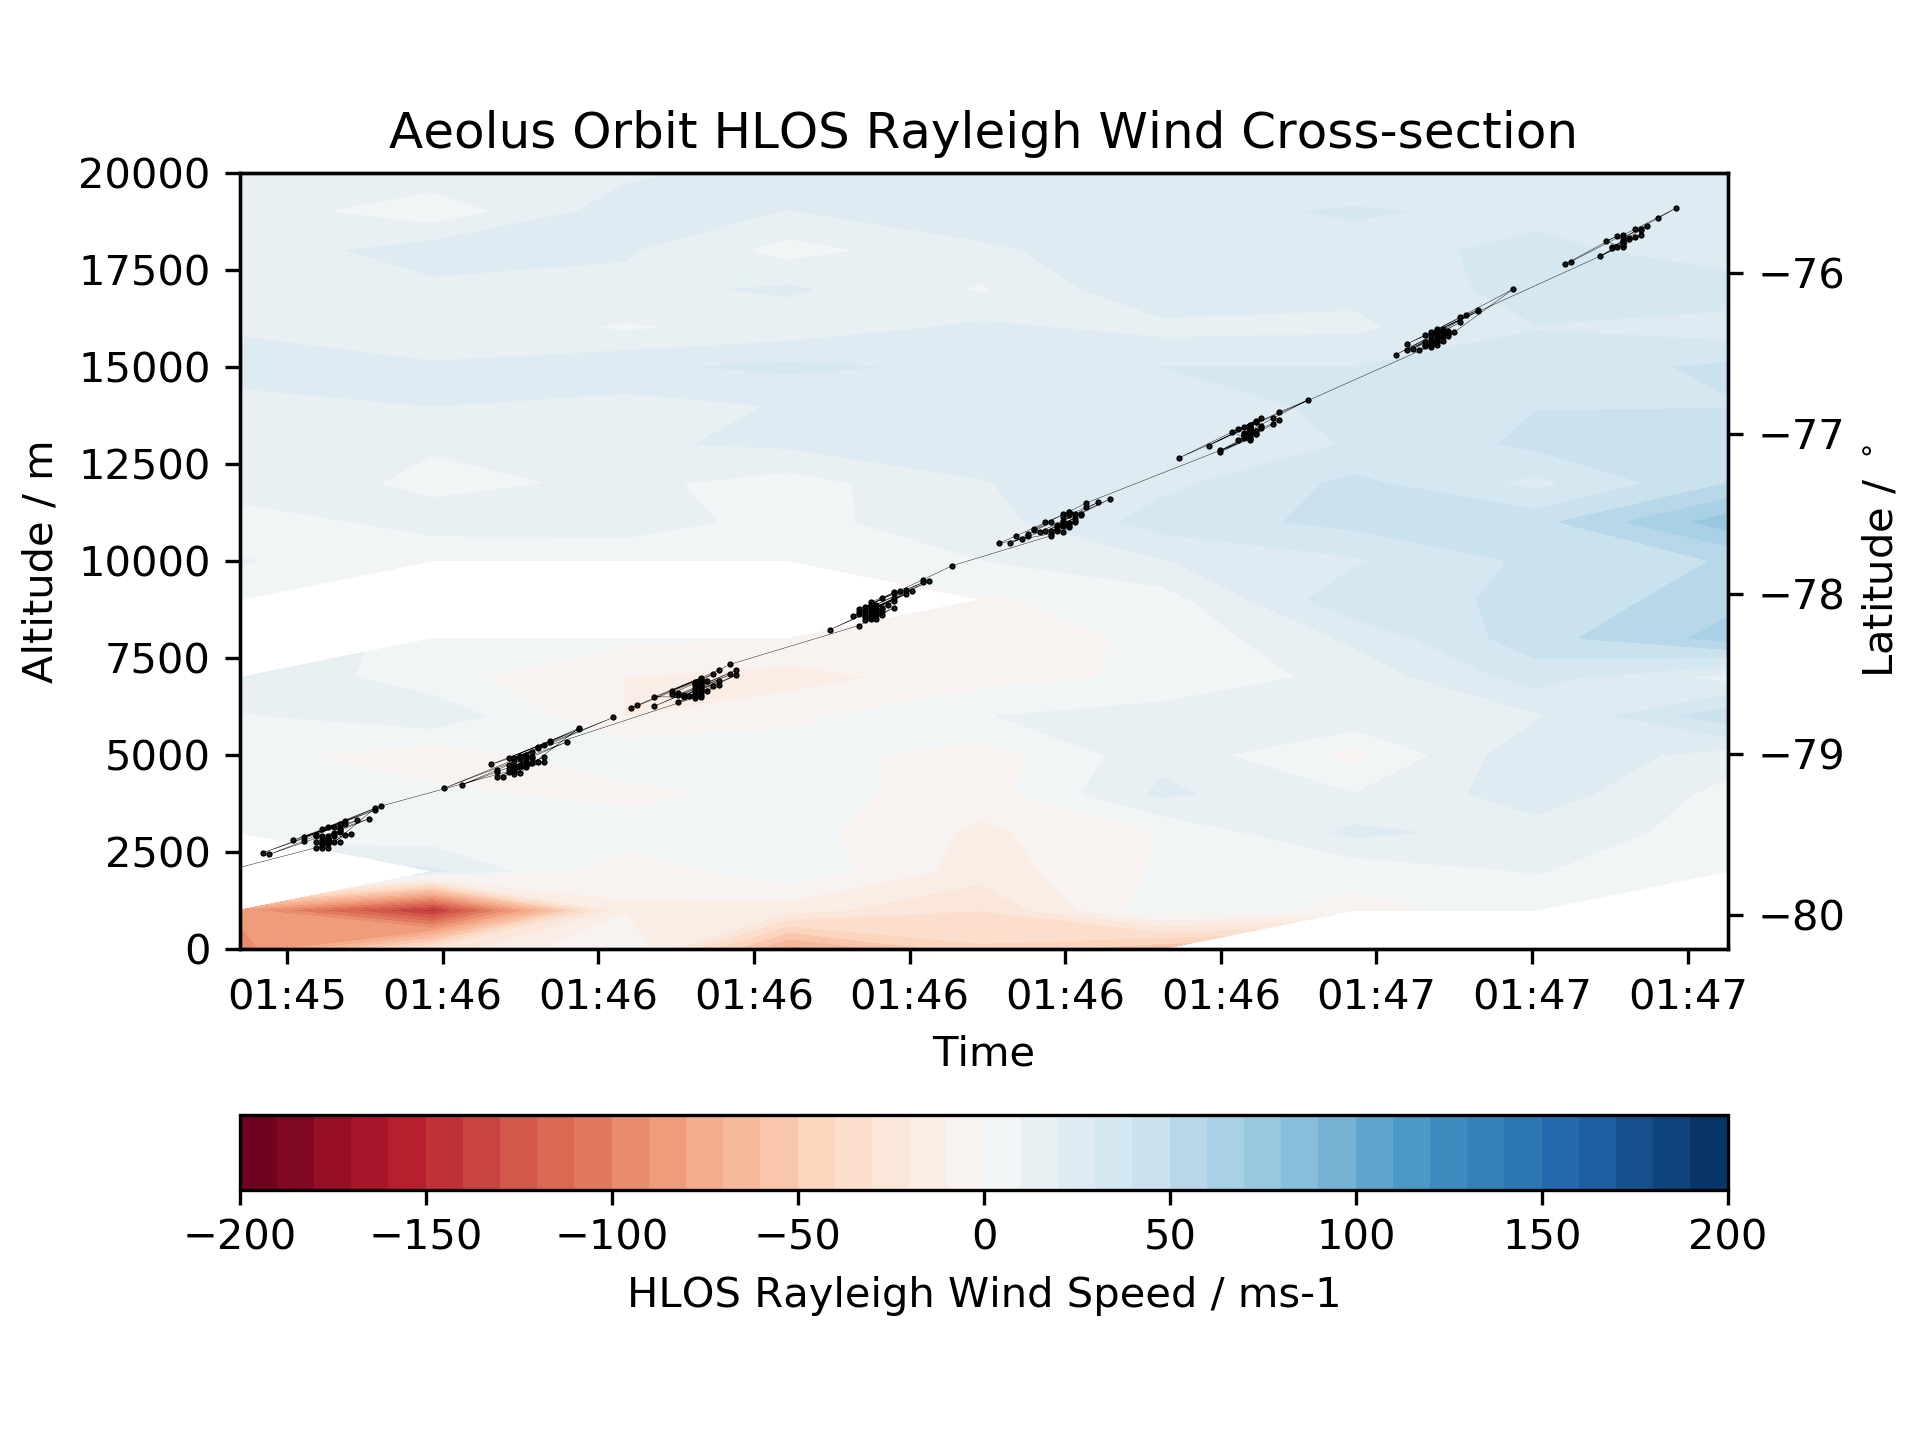 Aeolus Orbit HLOS Rayleigh Wind Cross-section
20000
17500
15000
12500
10000
7500
5000
2500
0
Altitude / m
−76
−77
−78
−79
−80
Latitude / °
01:45 01:46 01:46 01:46 01:46 01:46 01:46 01:47 01:47 01:47
Time
−200 −150 −100 −50 0 50 100 150 200
HLOS Rayleigh Wind Speed / ms-1